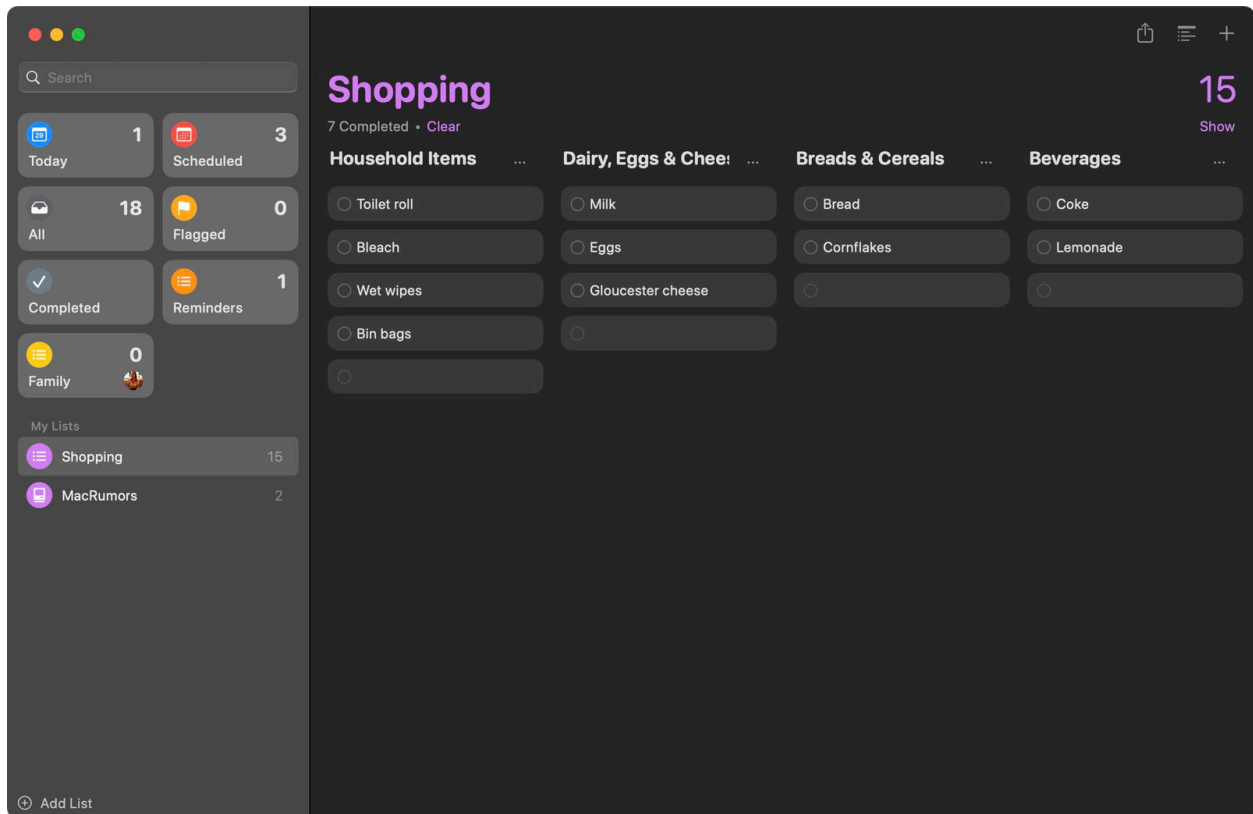 Search
29
1
Today
3
Scheduled
18
All
0
Flagged
Completed
1
Reminders
0
Family
My Lists
Shopping 15
MacRumors 2
Add List
Shopping 15
7 Completed • Clear Show
Household Items ...
Toilet roll
Bleach
Wet wipes
Bin bags
Dairy, Eggs & Chee ...
Milk
Eggs
Gloucester cheese
Breads & Cereals ...
Bread
Cornflakes
Beverages ...
Coke
Lemonade